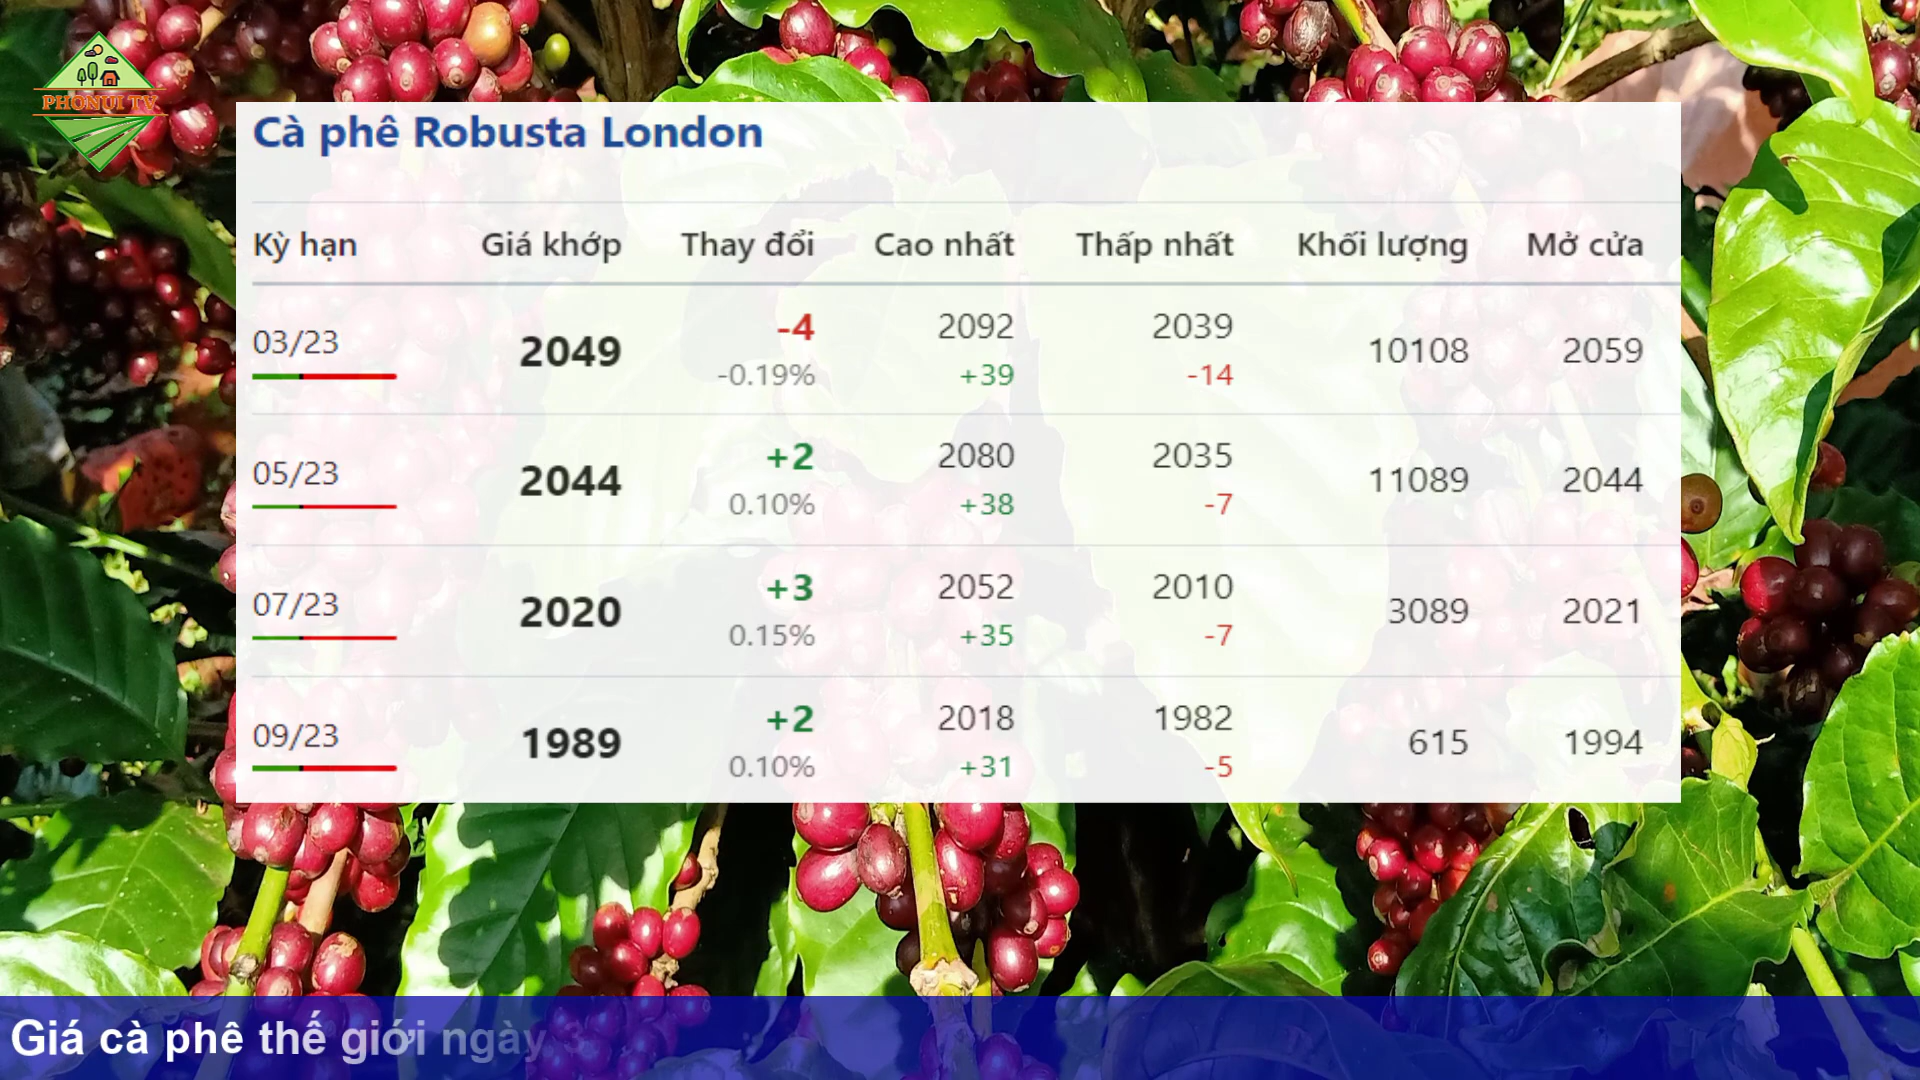 PHONUI TV
Cà phê Robusta London
Kỳ hạn Giá khớp Thay đổi Cao nhất Thấp nhất Khối lượng Mở cửa
03/23 2049 -4 2092 2039 10108 2059
-0.19% +39 -14
05/23 2044 +2 2080 2035 11089 2044
0.10% +38 -7
07/23 2020 +3 2052 2010 3089 2021
0.15% +35 -7
09/23 1989 +2 2018 1982 615 1994
0.10% +31 -5
Giá cà phê thế giới ngày